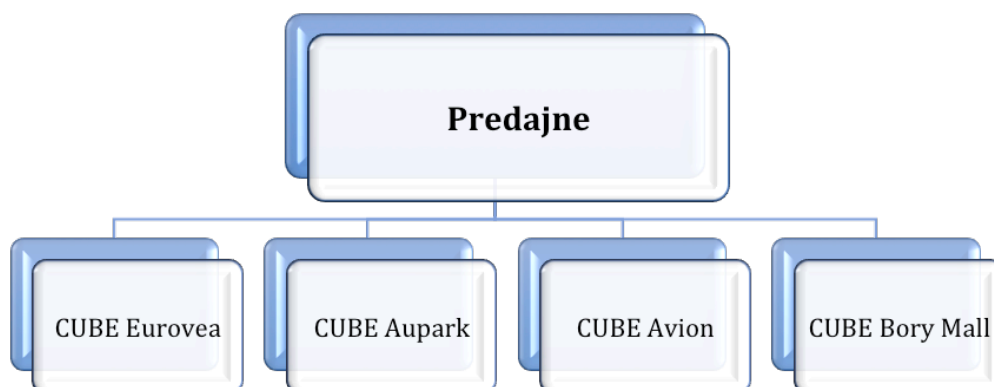 Predajne
CUBE Eurovea
CUBE Aupark
CUBE Avion
CUBE Bory Mall